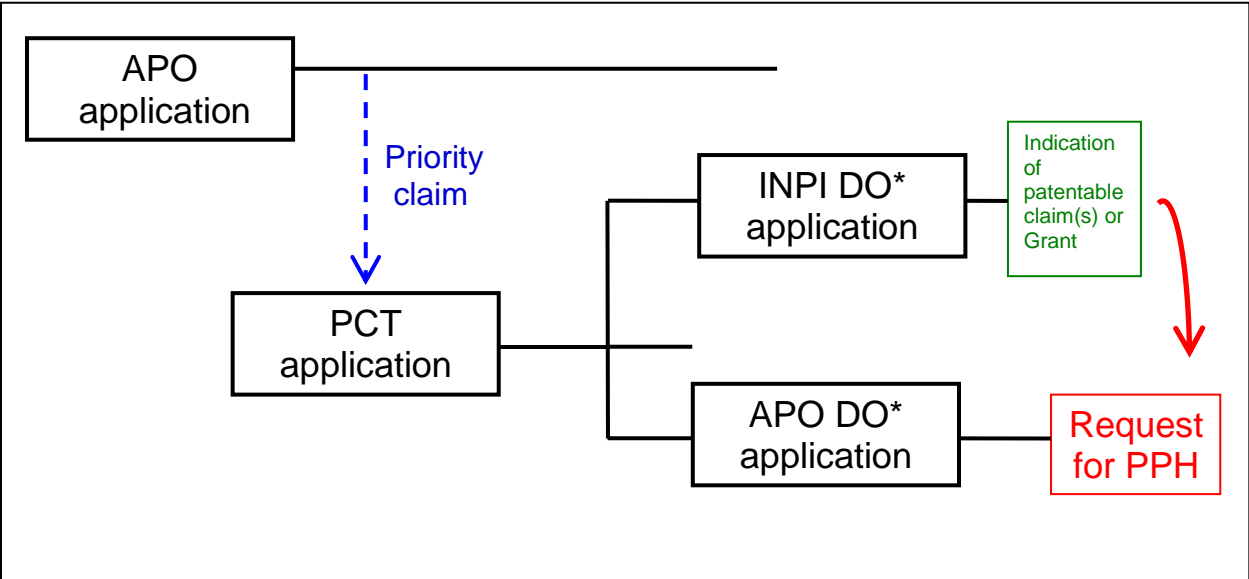 APO
application
Priority
claim
PCT
application
INPI DO*
application
Indication
of
patentable
claim(s) or
Grant
APO DO*
application
Request
for PPH